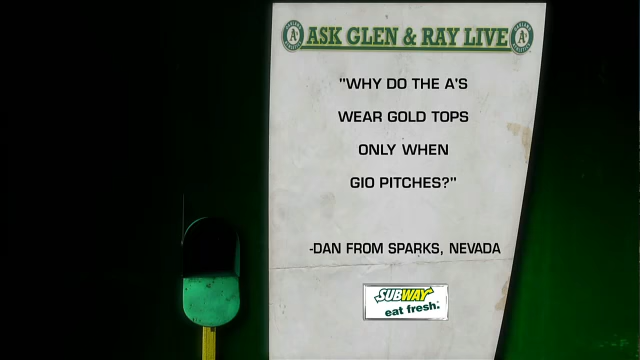 ASK GLEN & RAY LIVE
"WHY DO THE A'S
WEAR GOLD TOPS
ONLY WHEN
GIO PITCHES?"
-DAN FROM SPARKS, NEVADA
SUBWAY
eat fresh.